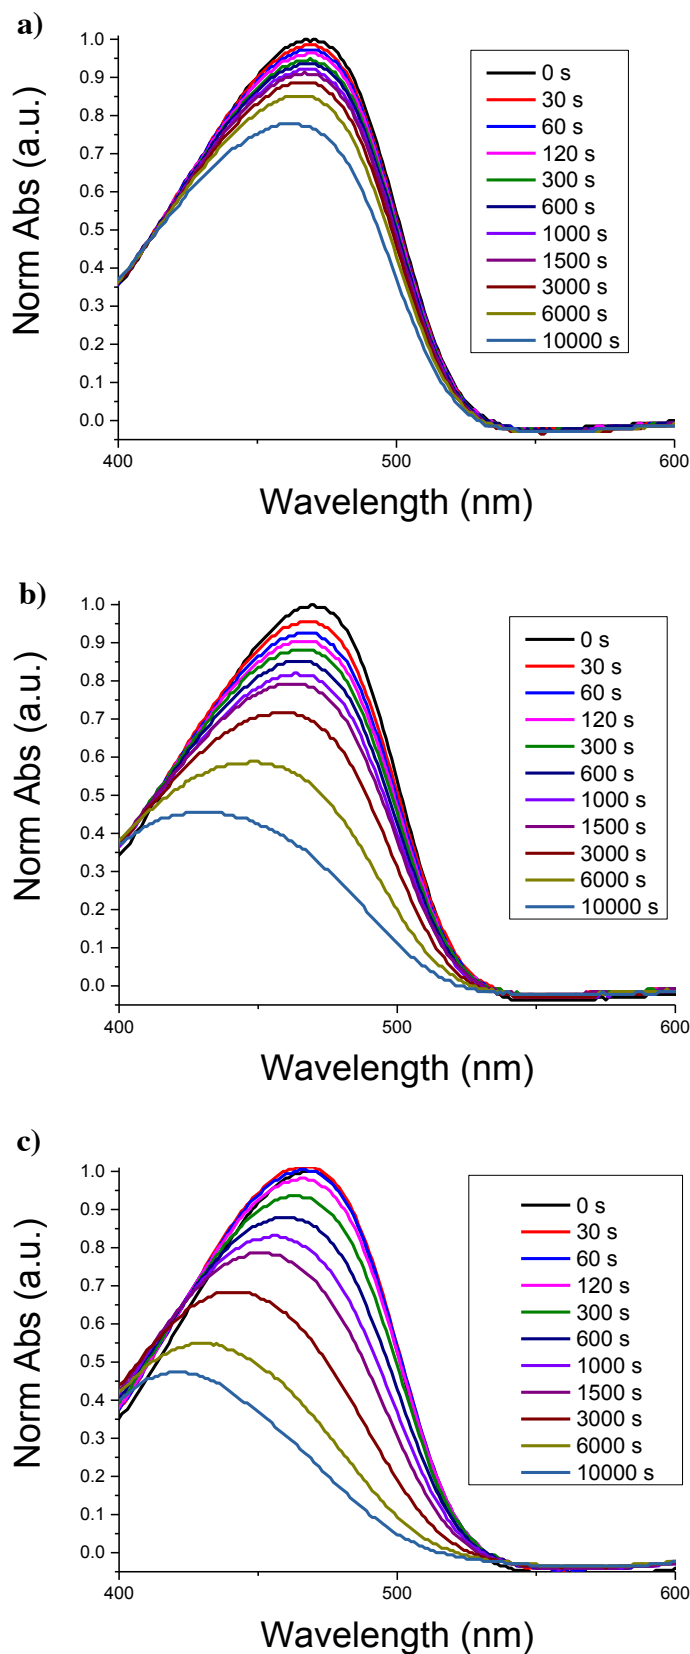 a)
1.0
0.9
0.8
0.7
0.6
0.5
0.4
0.3
0.2
0.1
0.0
Norm Abs (a.u.)
400
500
600
Wavelength (nm)
0 s
30 s
60 s
120 s
300 s
600 s
1000 s
1500 s
3000 s
6000 s
10000 s
b)
1.0
0.9
0.8
0.7
0.6
0.5
0.4
0.3
0.2
0.1
0.0
Norm Abs (a.u.)
400
500
600
Wavelength (nm)
0 s
30 s
60 s
120 s
300 s
600 s
1000 s
1500 s
3000 s
6000 s
10000 s
c)
1.0
0.9
0.8
0.7
0.6
0.5
0.4
0.3
0.2
0.1
0.0
Norm Abs (a.u.)
400
500
600
Wavelength (nm)
0 s
30 s
60 s
120 s
300 s
600 s
1000 s
1500 s
3000 s
6000 s
10000 s